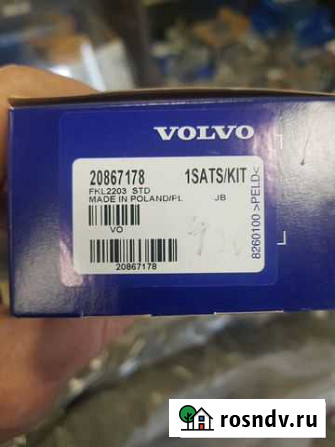 VOLVO
20867178 1SATS/KIT
FKL2203 STD
MADE IN POLAND/PL JB
VO
20867178
8260100 >PELD<
rosndv.ru